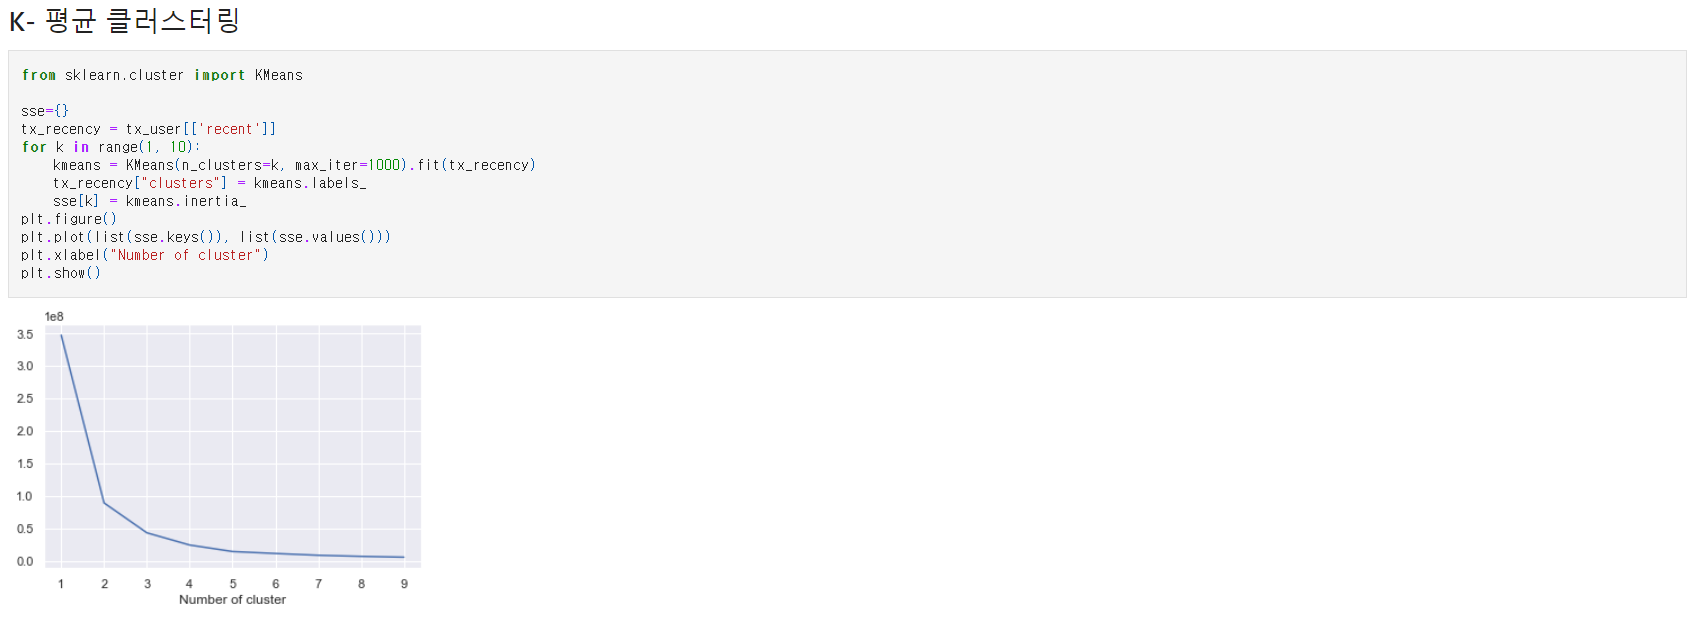 K- 평균 클러스터링
from sklearn.cluster import KMeans
sse={}
tx_recency = tx_user[['recent']]
for k in range(1, 10):
    kmeans = KMeans(n_clusters=k, max_iter=1000).fit(tx_recency)
    tx_recency["clusters"] = kmeans.labels_
    sse[k] = kmeans.inertia_
plt.figure()
plt.plot(list(sse.keys()), list(sse.values()))
plt.xlabel("Number of cluster")
plt.show()
1e8
3.5
3.0
2.5
2.0
1.5
1.0
0.5
0.0
1 2 3 4 5 6 7 8 9
Number of cluster